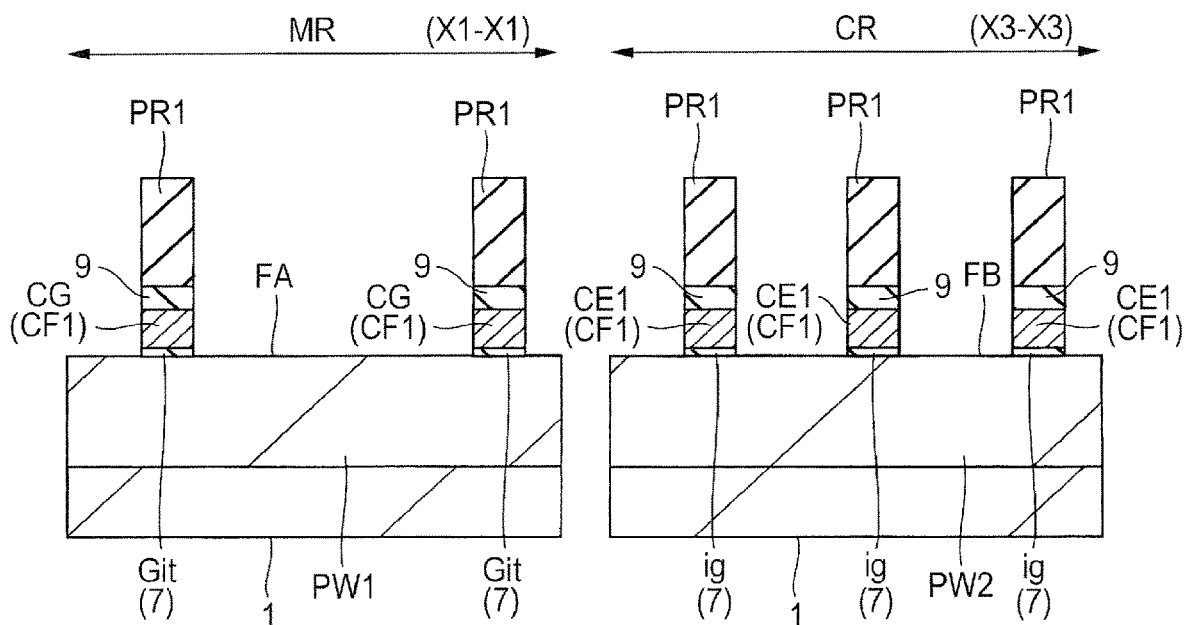 MR (X1-X1) CR (X3-X3)
PR1 PR1 PR1 PR1 PR1
9 FA 9 9 9 FB 9
CG CG CE1 CE1 CE1
(CF1) (CF1) (CF1) (CF1) (CF1)
Git PW1 Git ig ig PW2 ig
(7) 1 (7) (7) 1 (7) (7)